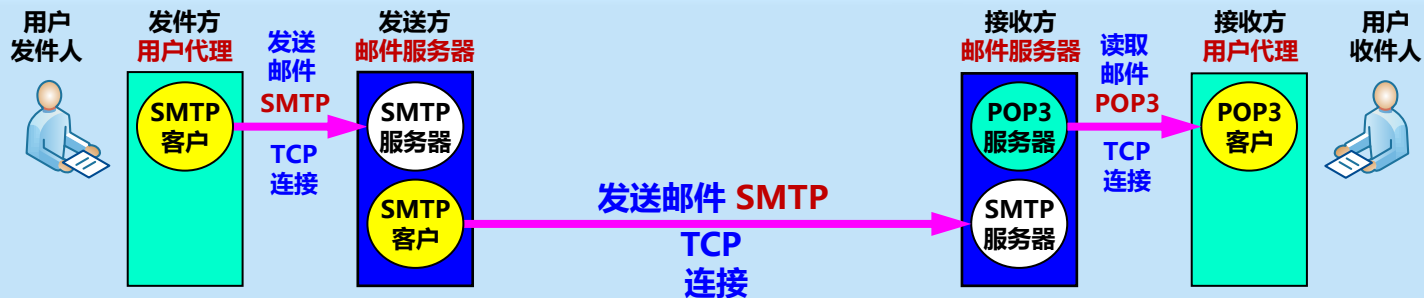 用户
发件人
发件方
用户代理
发送
邮件
SMTP
TCP
连接
SMTP
客户
发送方
邮件服务器
SMTP
服务器
SMTP
客户
发送邮件 SMTP
TCP
连接
接收方
邮件服务器
POP3
服务器
SMTP
服务器
读取
邮件
POP3
TCP
连接
接收方
用户代理
POP3
客户
用户
收件人